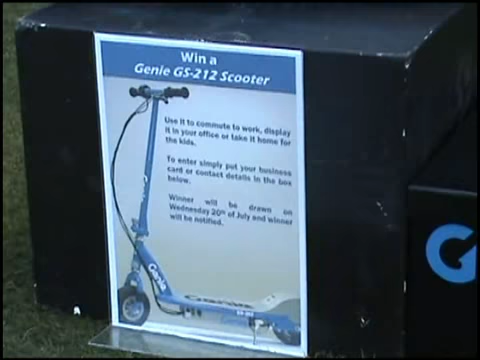 Win a
Genie GS-212 Scooter
Use it to commute to work, display
it in your office or take it home for
the kids.
To enter simply put your business
card or contact details in the box
below.
Winner will be drawn on
Wednesday 20th of July and winner
will be notified.
Genie
Genie
Genie
G